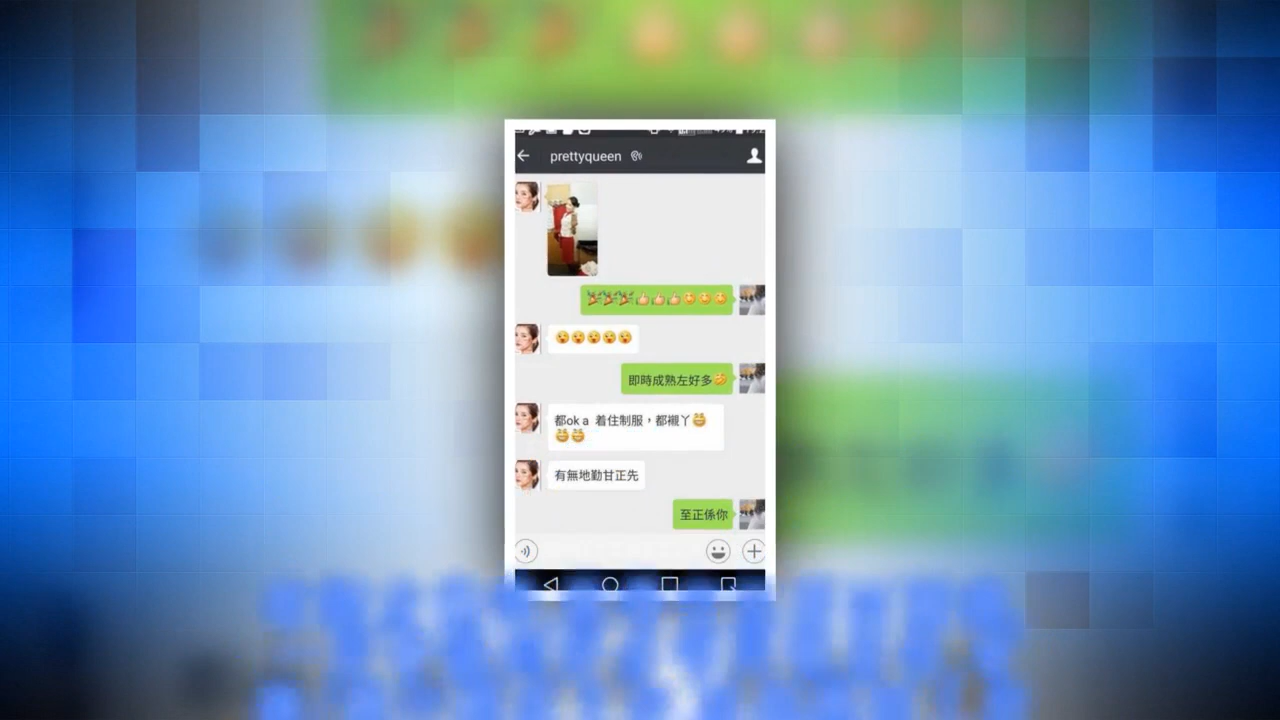 prettyqueen
即時成熟左好多
都ok a 着住制服，都襯丫
有無地勤甘正先
至正係你